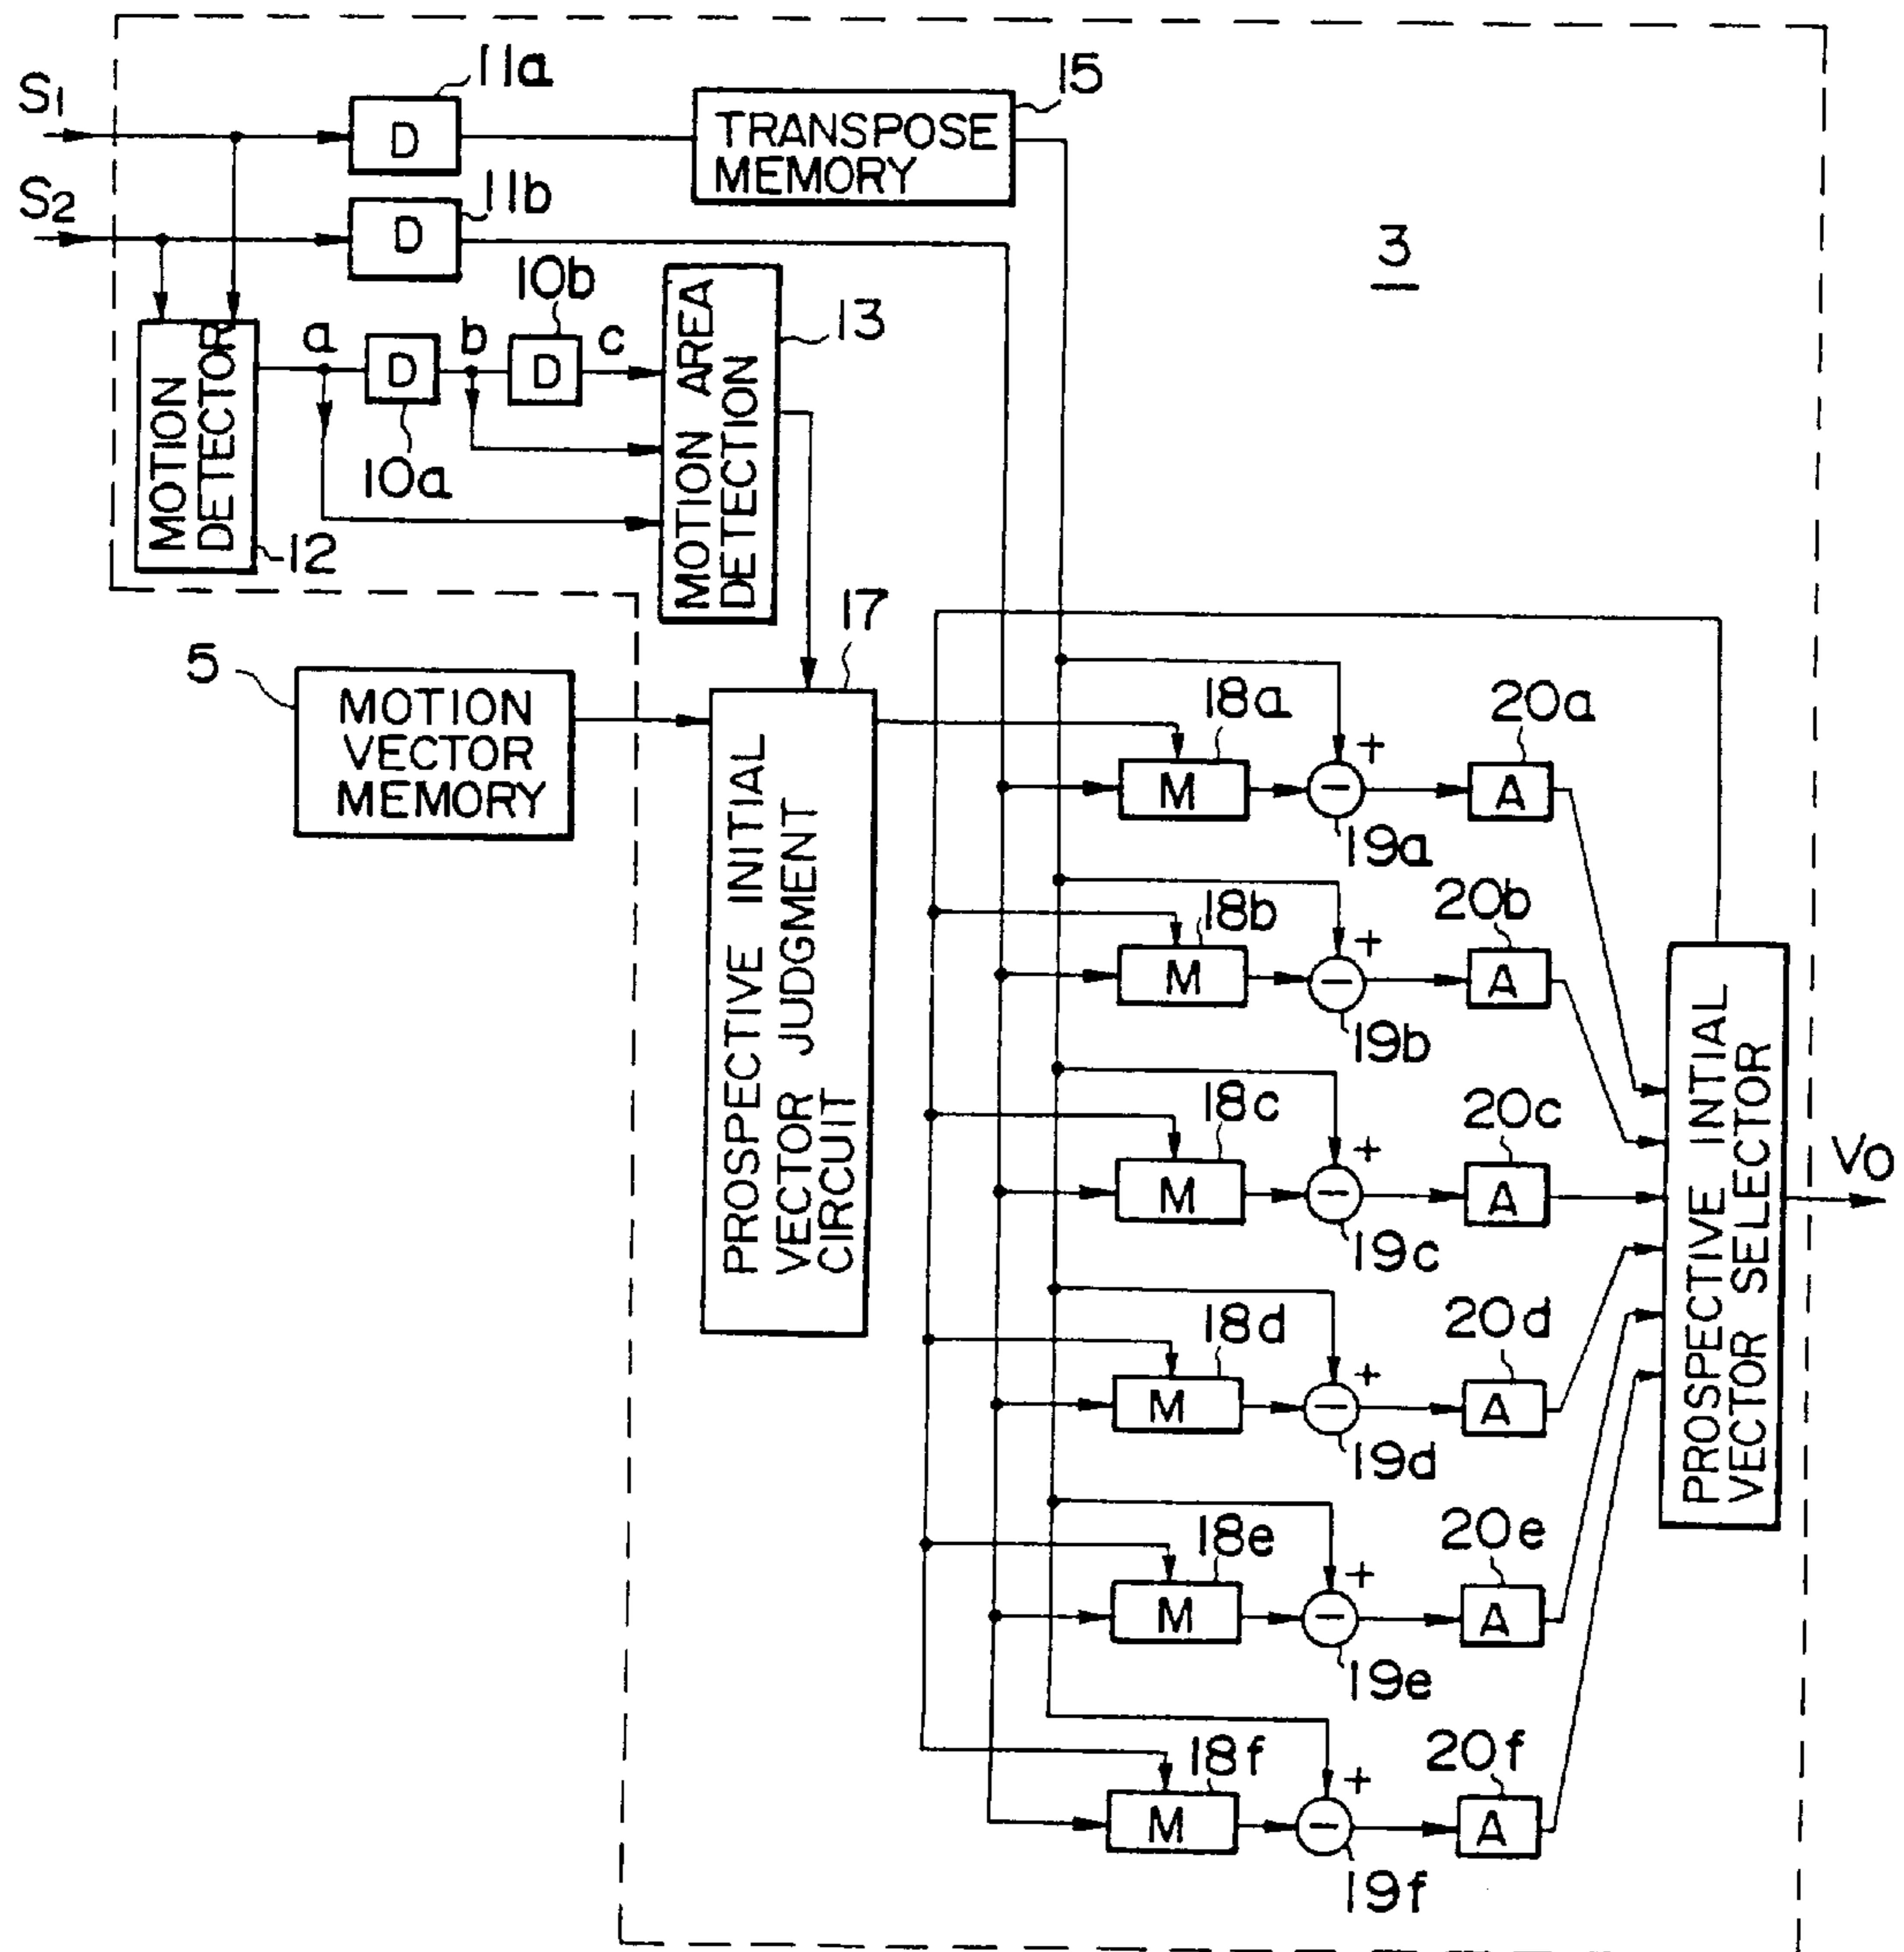 S1
11a
D
TRANSPOSE
MEMORY
15
S2
11b
D
3
10b
13
a
D
b
D
c
10a
MOTION
DETECTOR
12
MOTION AREA
DETECTION
17
5
MOTION
VECTOR
MEMORY
PROSPECTIVE INITIAL
VECTOR JUDGMENT
CIRCUIT
18a
M
+
−
19a
20a
A
18b
M
+
−
19b
20b
A
18c
M
+
−
19c
20c
A
18d
M
+
−
19d
20d
A
18e
M
+
−
19e
20e
A
18f
M
+
−
19f
20f
A
PROSPECTIVE INTIAL
VECTOR SELECTOR
VO